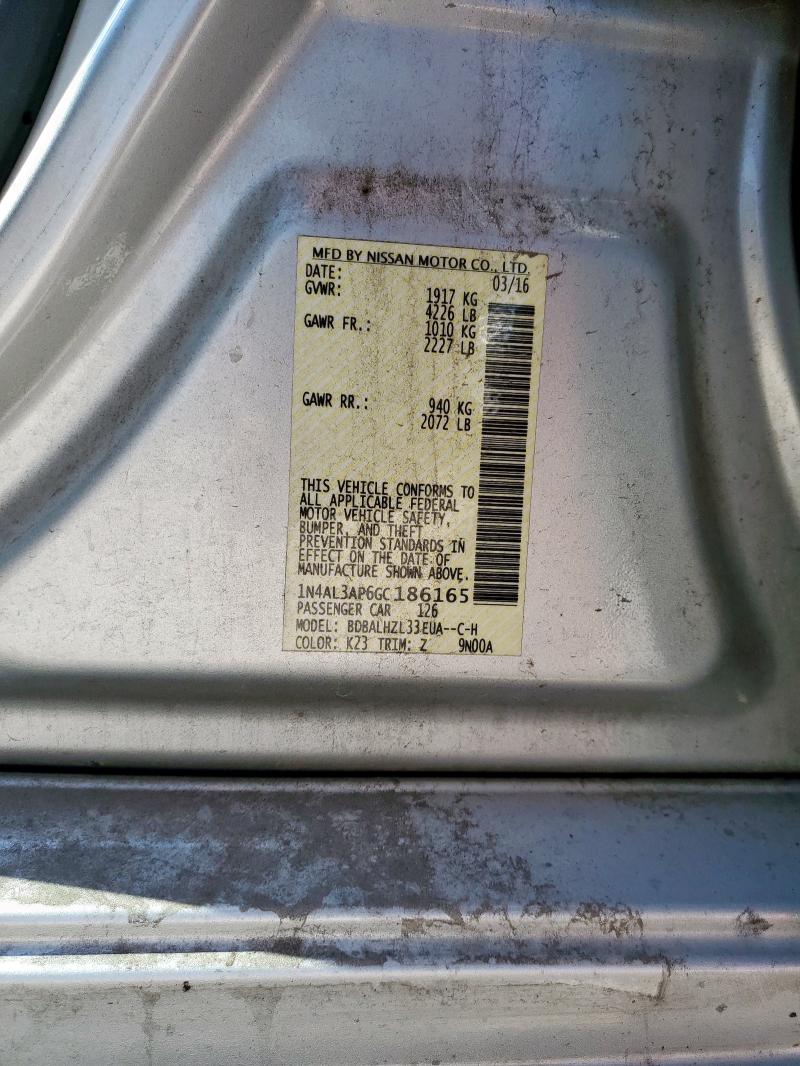 MFD BY NISSAN MOTOR CO., LTD.
DATE: 03/16
GVWR: 1917 KG
4226 LB
GAWR FR.: 1010 KG
2227 LB
GAWR RR.: 940 KG
2072 LB
THIS VEHICLE CONFORMS TO
ALL APPLICABLE FEDERAL
MOTOR VEHICLE SAFETY,
BUMPER, AND THEFT
PREVENTION STANDARDS IN
EFFECT ON THE DATE OF
MANUFACTURE SHOWN ABOVE.
1N4AL3AP6GC186165
PASSENGER CAR 126
MODEL: BDBALHZL33EUA--C-H
COLOR: K23 TRIM: Z 9N00A